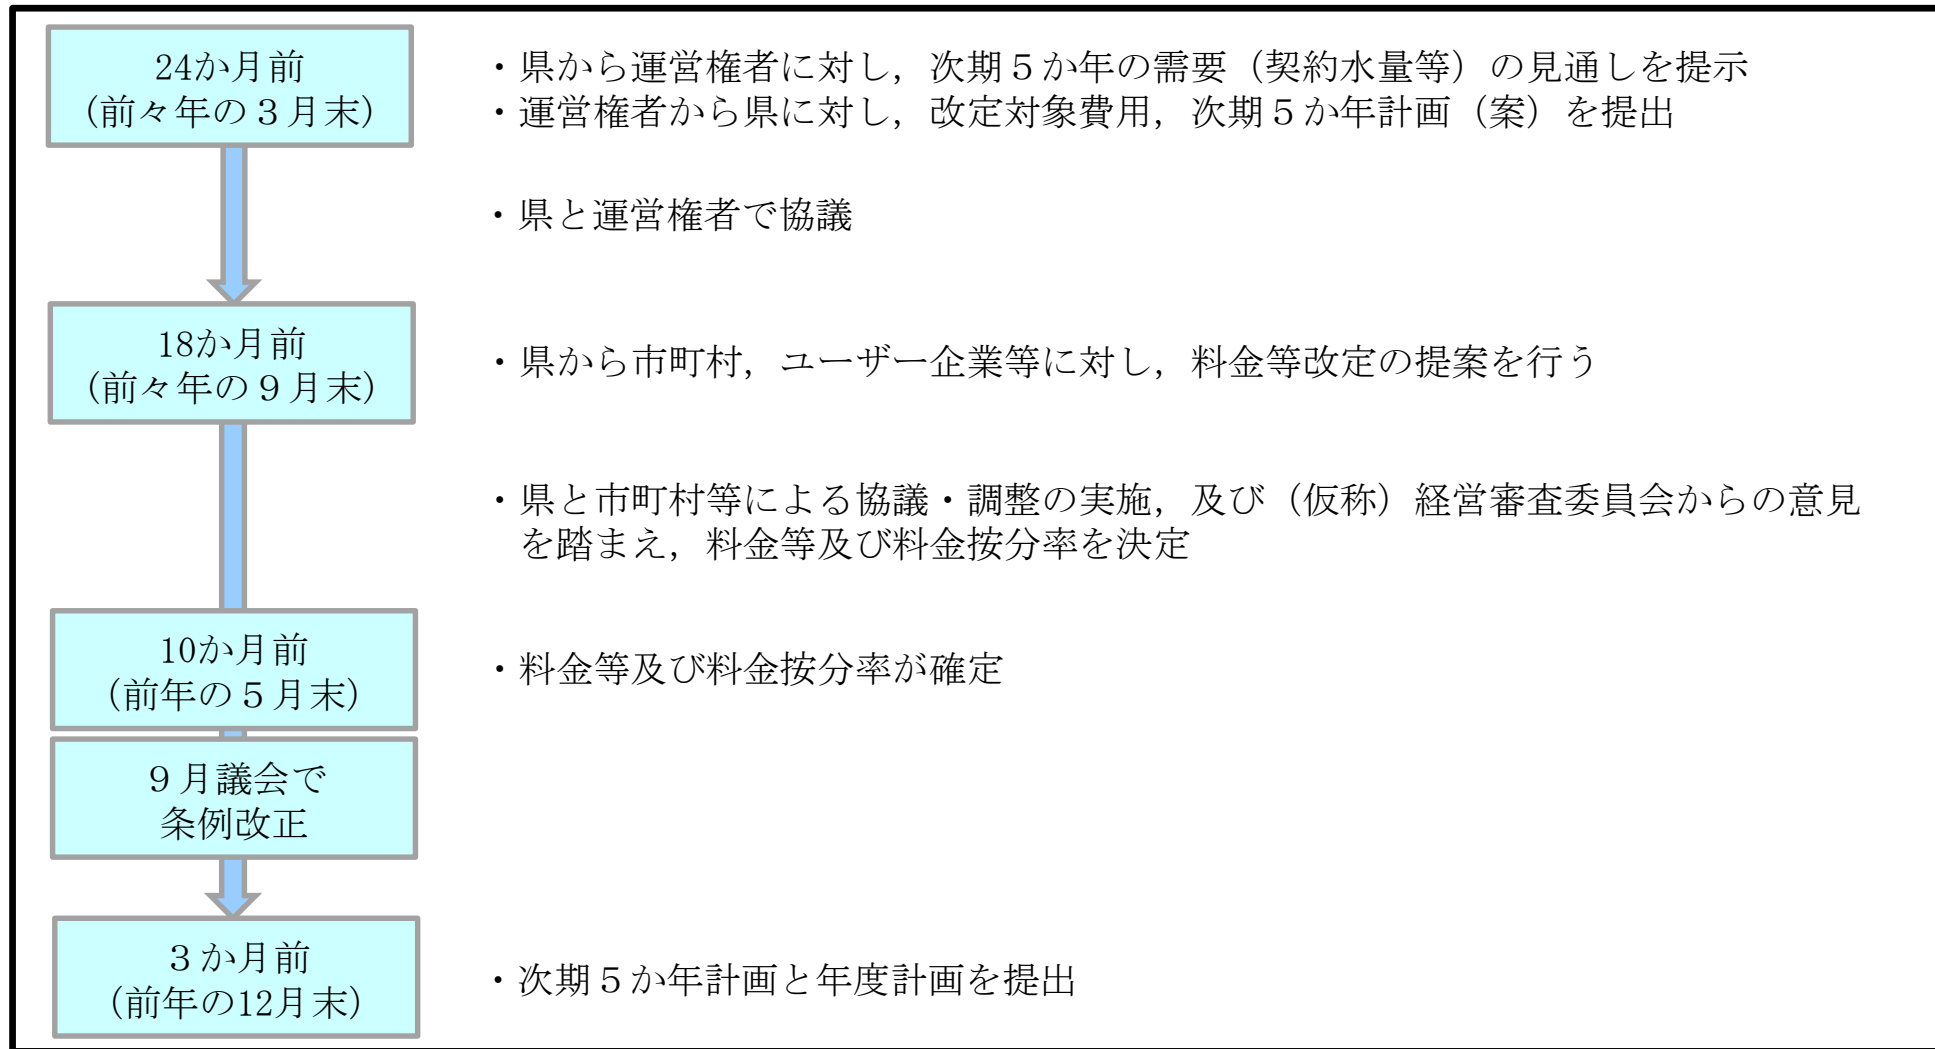 24か月前
(前々年の３月末)
・県から運営権者に対し，次期５か年の需要（契約水量等）の見通しを提示
・運営権者から県に対し，改定対象費用，次期５か年計画（案）を提出
・県と運営権者で協議
18か月前
(前々年の９月末)
・県から市町村，ユーザー企業等に対し，料金等改定の提案を行う
・県と市町村等による協議・調整の実施，及び（仮称）経営審査委員会からの意見
を踏まえ，料金等及び料金按分率を決定
10か月前
(前年の５月末)
・料金等及び料金按分率が確定
９月議会で
条例改正
３か月前
(前年の12月末)
・次期５か年計画と年度計画を提出